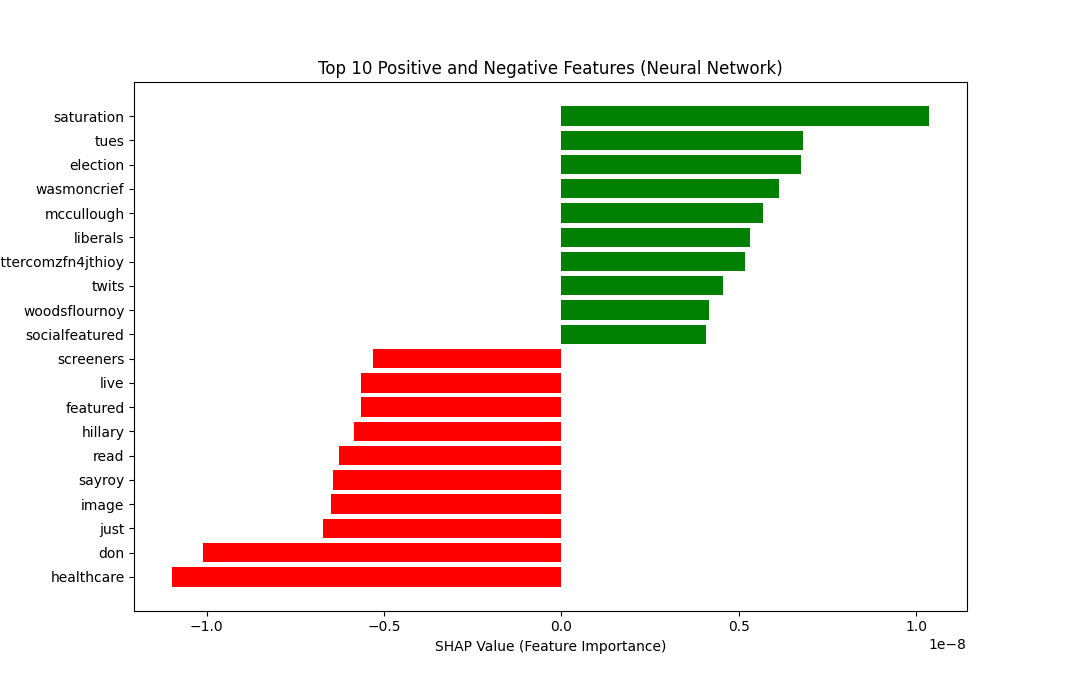 Top 10 Positive and Negative Features (Neural Network)
saturation
tues
election
wasmoncrief
mccullough
liberals
ttercomzfn4jthioy
twits
woodsflournoy
socialfeatured
screeners
live
featured
hillary
read
sayroy
image
just
don
healthcare
−1.0 −0.5 0.0 0.5 1.0
1e−8
SHAP Value (Feature Importance)